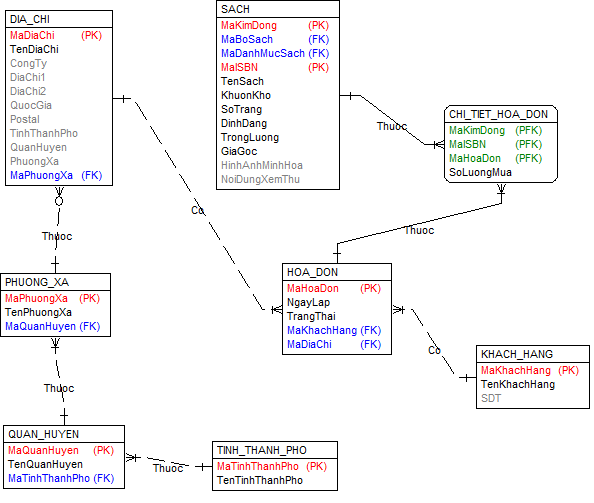 DIA_CHI
MaDiaChi (PK)
TenDiaChi
CongTy
DiaChi1
DiaChi2
QuocGia
Postal
TinhThanhPho
QuanHuyen
PhuongXa
MaPhuongXa (FK)
SACH
MaKimDong (PFK)
MaBoSach (FK)
MaDanhMucSach (FK)
MaISBN (PK)
TenSach
KhuonKho
SoTrang
DinhDang
TrongLuong
GiaGoc
HinhAnhMinhHoa
NoiDungXemThu
Thuoc
CHI_TIET_HOA_DON
MaKimDong (PFK)
MaISBN (PFK)
MaHoaDon (PFK)
SoLuongMua
Co
Thuoc
Thuoc
PHUONG_XA
MaPhuongXa (PK)
TenPhuongXa
MaQuanHuyen (FK)
HOA_DON
MaHoaDon (PK)
NgayLap
TrangThai
MaKhachHang (FK)
MaDiaChi (FK)
Co
KHACH_HANG
MaKhachHang (PK)
TenKhachHang
SDT
Thuoc
QUAN_HUYEN
MaQuanHuyen (PK)
TenQuanHuyen
MaTinhThanhPho (FK)
Thuoc
TINH_THANH_PHO
MaTinhThanhPho (PK)
TenTinhThanhPho